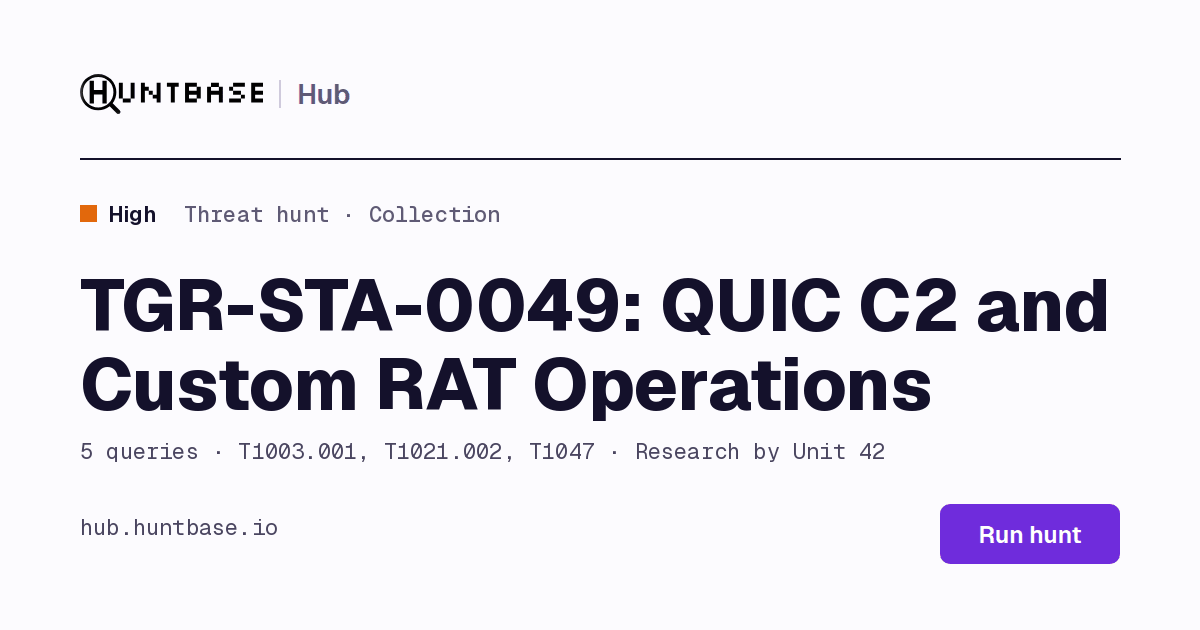 HUNTBASE Hub
High Threat hunt · Collection
TGR-STA-0049: QUIC C2 and
Custom RAT Operations
5 queries · T1003.001, T1021.002, T1047 · Research by Unit 42
hub.huntbase.io
Run hunt